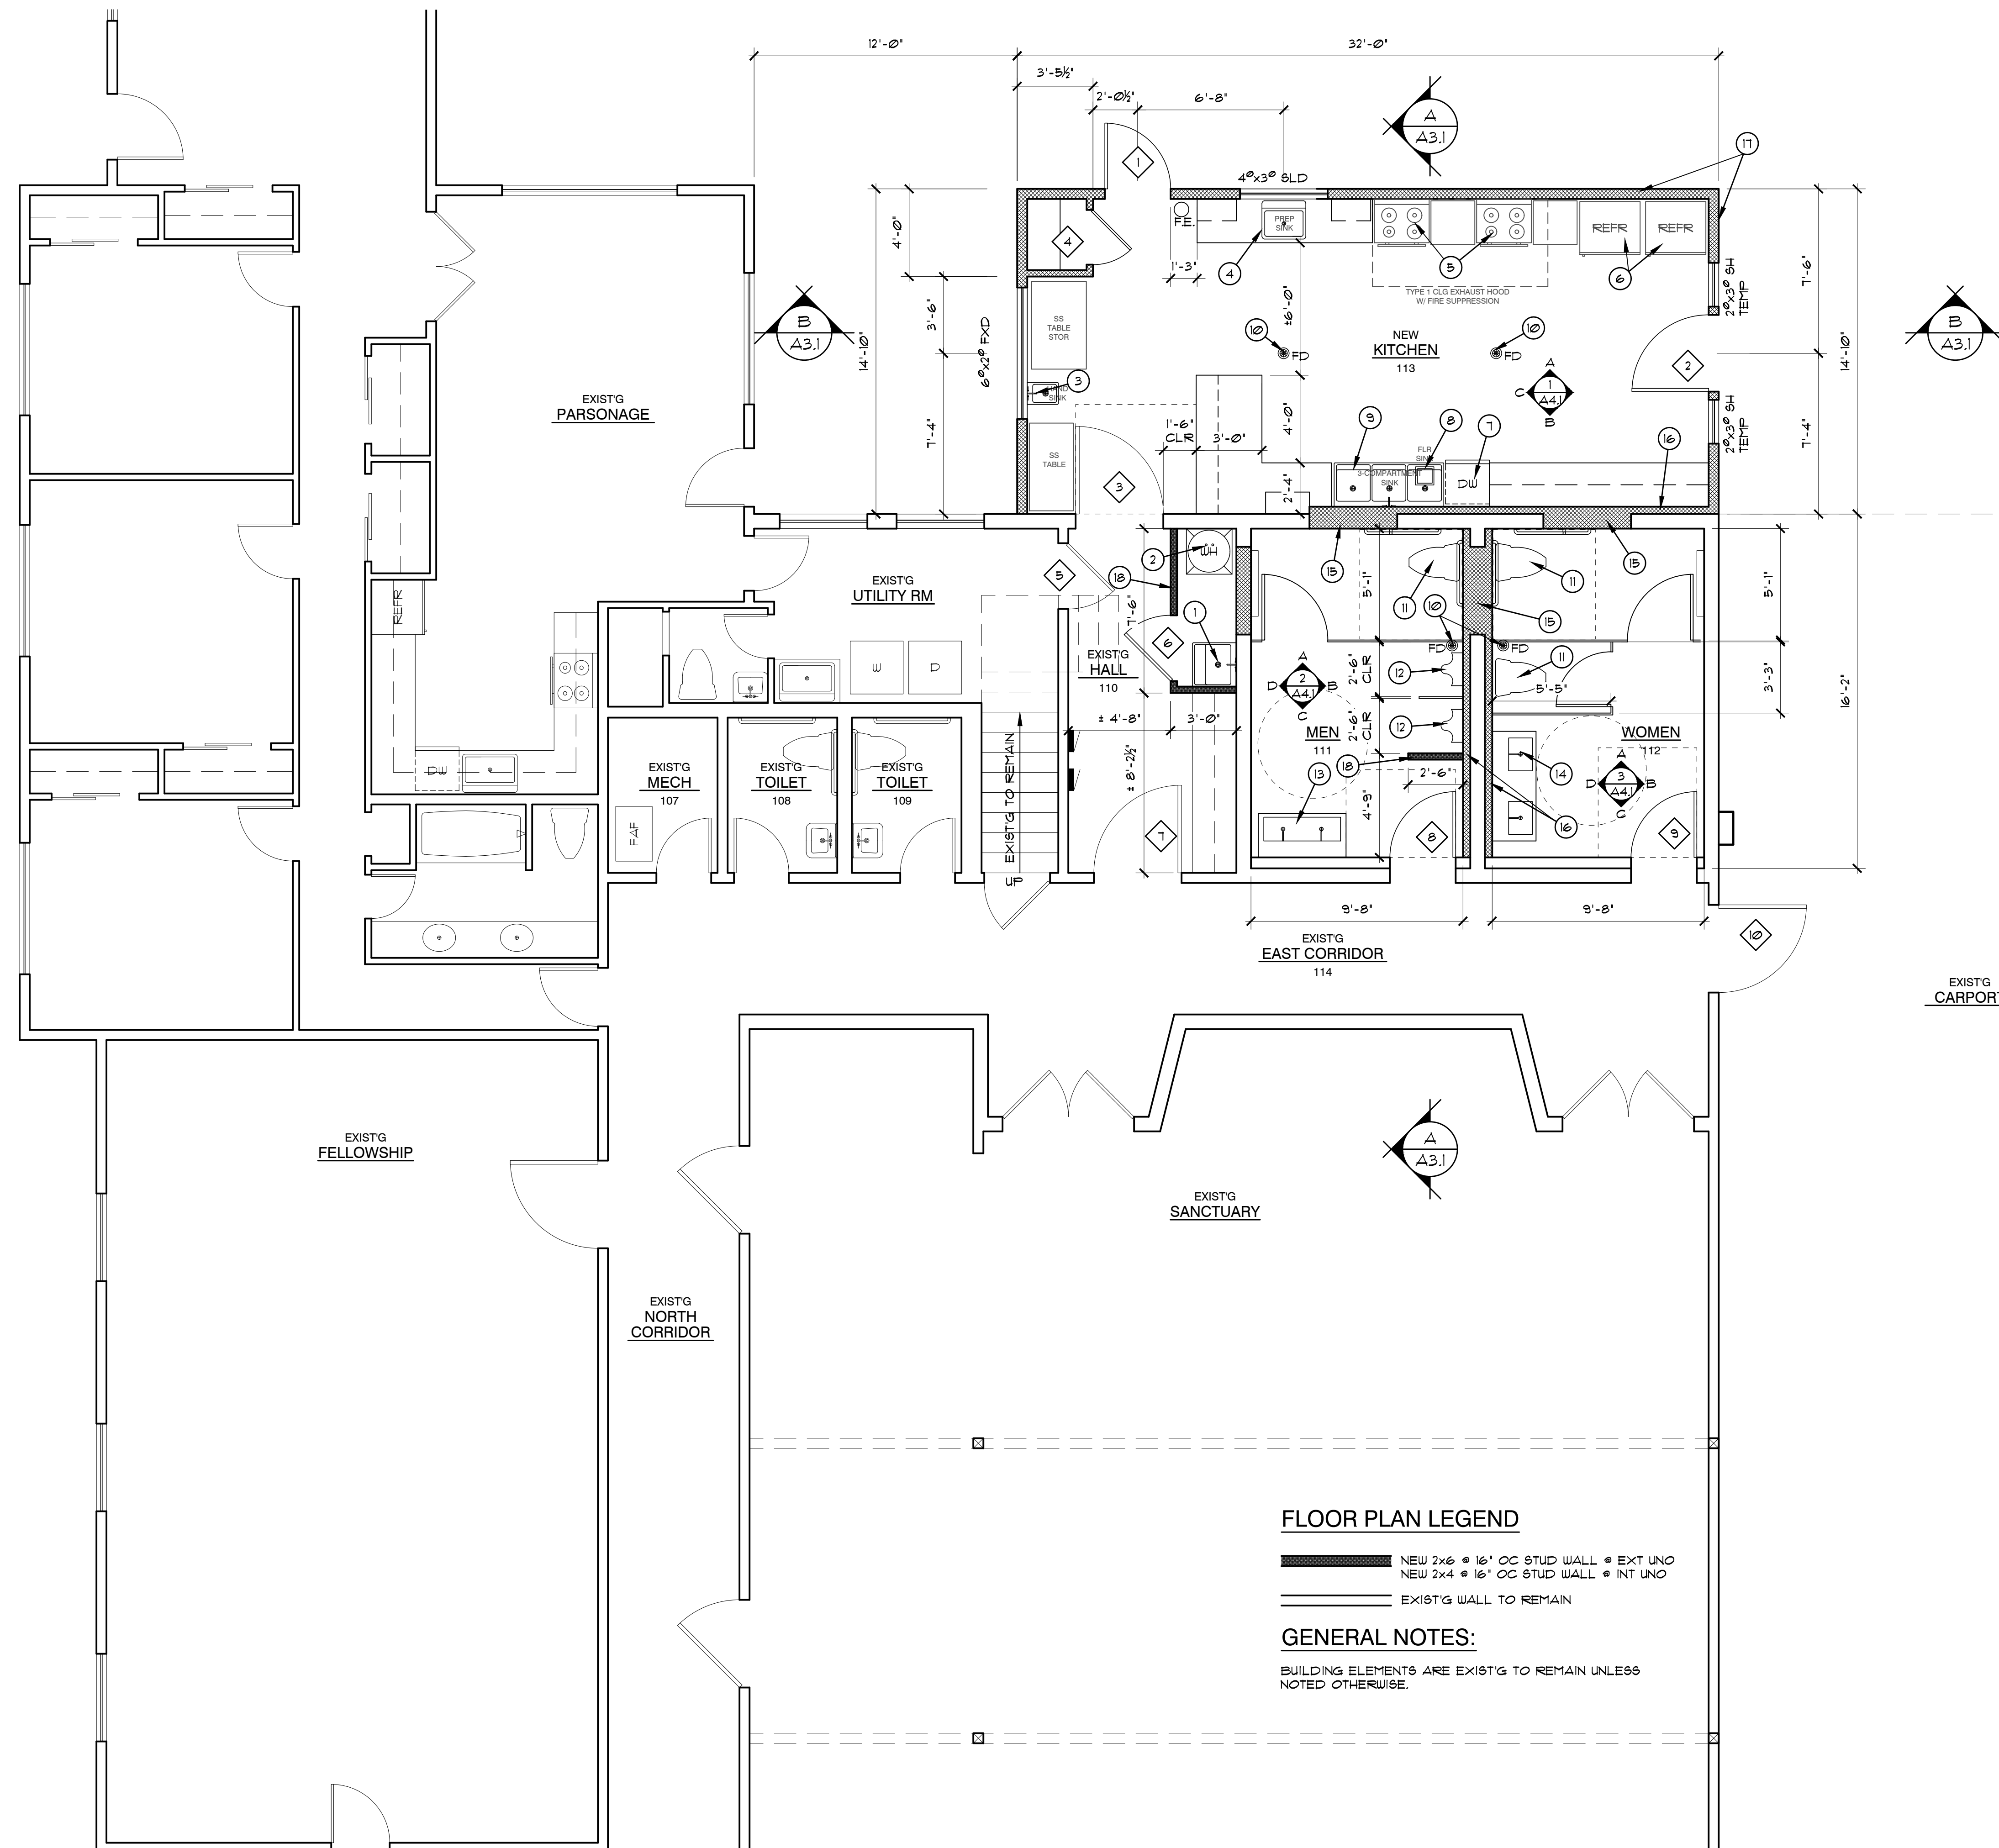 12'-0"
32'-0"
3'-5½"
2'-0½"
6'-8"
A
A3.1
17
1
4⁰x3⁰ SLD
4'-0"
F.E.
PREP
SINK
REFR
REFR
4
4
1'-3"
5
6
7'-6"
2⁰x3⁰ SH
TEMP
TYPE 1 CLG EXHAUST HOOD
W/ FIRE SUPPRESSION
±6'-0"
B
A3.1
14'-10"
3'-6"
6⁰x2⁰ FXD
SS
TABLE
STOR
10
FD
10
FD
NEW
KITCHEN
113
2
14'-10"
B
A3.1
A
1
A4.1
C
B
3
HAND
SINK
EXIST'G
PARSONAGE
7'-4"
1'-6"
CLR
3'-0"
4'-0"
9
8
7
16
2⁰x3⁰ SH
TEMP
7'-4"
SS
TABLE
3
FLR
SINK
3-COMPARTMENT
SINK
DW
2'-4"
2
WH
18
5
7'-6"
15
5'-1"
11
11
15
5'-1"
EXIST'G
UTILITY RM
REFR
1
10
15
6
FD
FD
W
D
EXIST'G
HALL
110
A
2
A4.1
D
B
C
2'-6"
CLR
12
11
5'-5"
3'-3"
16'-2"
± 4'-8"
3'-0"
2'-6"
CLR
12
MEN
111
WOMEN
112
DW
EXIST'G
MECH
107
EXIST'G
TOILET
108
EXIST'G
TOILET
109
EXIST'G TO REMAIN
± 8'-2½"
13
18
2'-6"
14
A
3
A4.1
D
B
C
4'-9"
16
FAF
7
8
9
UP
9'-8"
9'-8"
EXIST'G
EAST CORRIDOR
114
10
EXIST'G
CARPORT
EXIST'G
FELLOWSHIP
A
A3.1
EXIST'G
SANCTUARY
EXIST'G
NORTH
CORRIDOR
FLOOR PLAN LEGEND
NEW 2x6 @ 16" OC STUD WALL @ EXT UNO
NEW 2x4 @ 16" OC STUD WALL @ INT UNO
EXIST'G WALL TO REMAIN
GENERAL NOTES:
BUILDING ELEMENTS ARE EXIST'G TO REMAIN UNLESS
NOTED OTHERWISE.